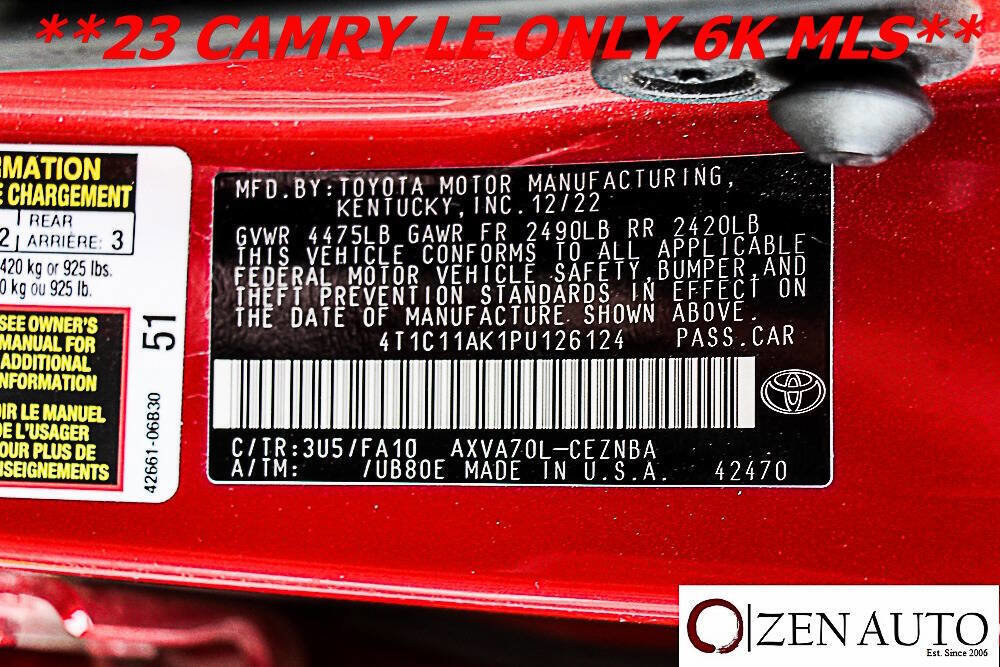 **23 CAMRY LE ONLY 6K MLS**
RMATION
E CHARGEMENT
REAR
2 ARRIÈRE: 3
420 kg or 925 lbs.
0 kg ou 925 lb.
SEE OWNER'S
MANUAL FOR
ADDITIONAL
INFORMATION
IR LE MANUEL
DE L'USAGER
POUR PLUS DE
NSEIGNEMENTS
51
42661-06B30
MFD.BY:TOYOTA MOTOR MANUFACTURING,
KENTUCKY,INC.12/22
GVWR 4475LB GAWR FR 2490LB RR 2420LB
THIS VEHICLE CONFORMS TO ALL APPLICABLE
FEDERAL MOTOR VEHICLE SAFETY,BUMPER,AND
THEFT PREVENTION STANDARDS IN EFFECT ON
THE DATE OF MANUFACTURE SHOWN ABOVE.
4T1C11AK1PU126124 PASS.CAR
C/TR:3U5/FA10 AXVA70L-CEZNBA
A/TM: /UB80E MADE IN U.S.A. 42470
ZEN AUTO
Est. Since 2006